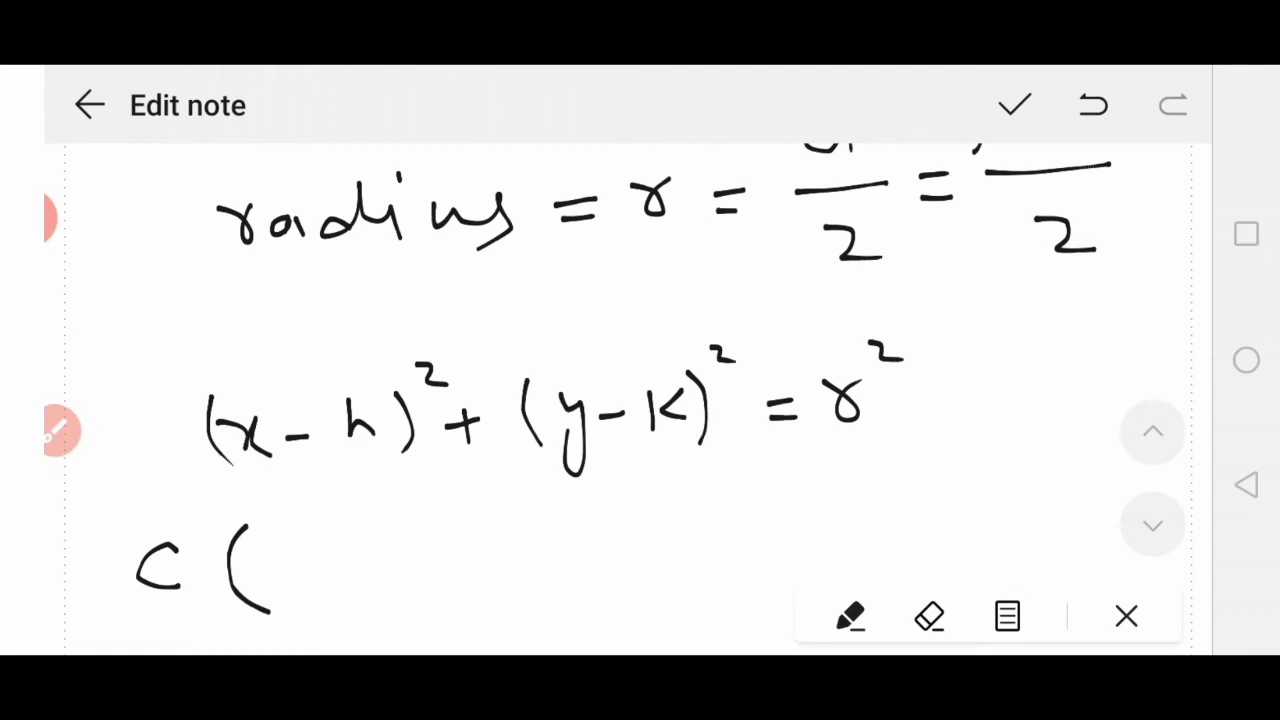 Edit note
radius = r = — / 2 = — / 2
(x - h)² + (y - k)² = r²
C (